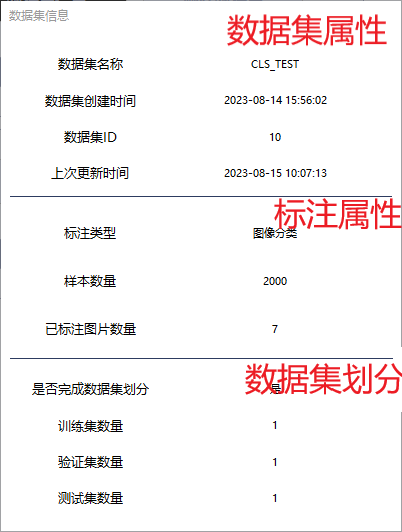 数据集信息
数据集属性
数据集名称 CLS_TEST
数据集创建时间 2023-08-14 15:56:02
数据集ID 10
上次更新时间 2023-08-15 10:07:13
标注属性
标注类型 图像分类
样本数量 2000
已标注图片数量 7
数据集划分
是否完成数据集划分 是
训练集数量 1
验证集数量 1
测试集数量 1